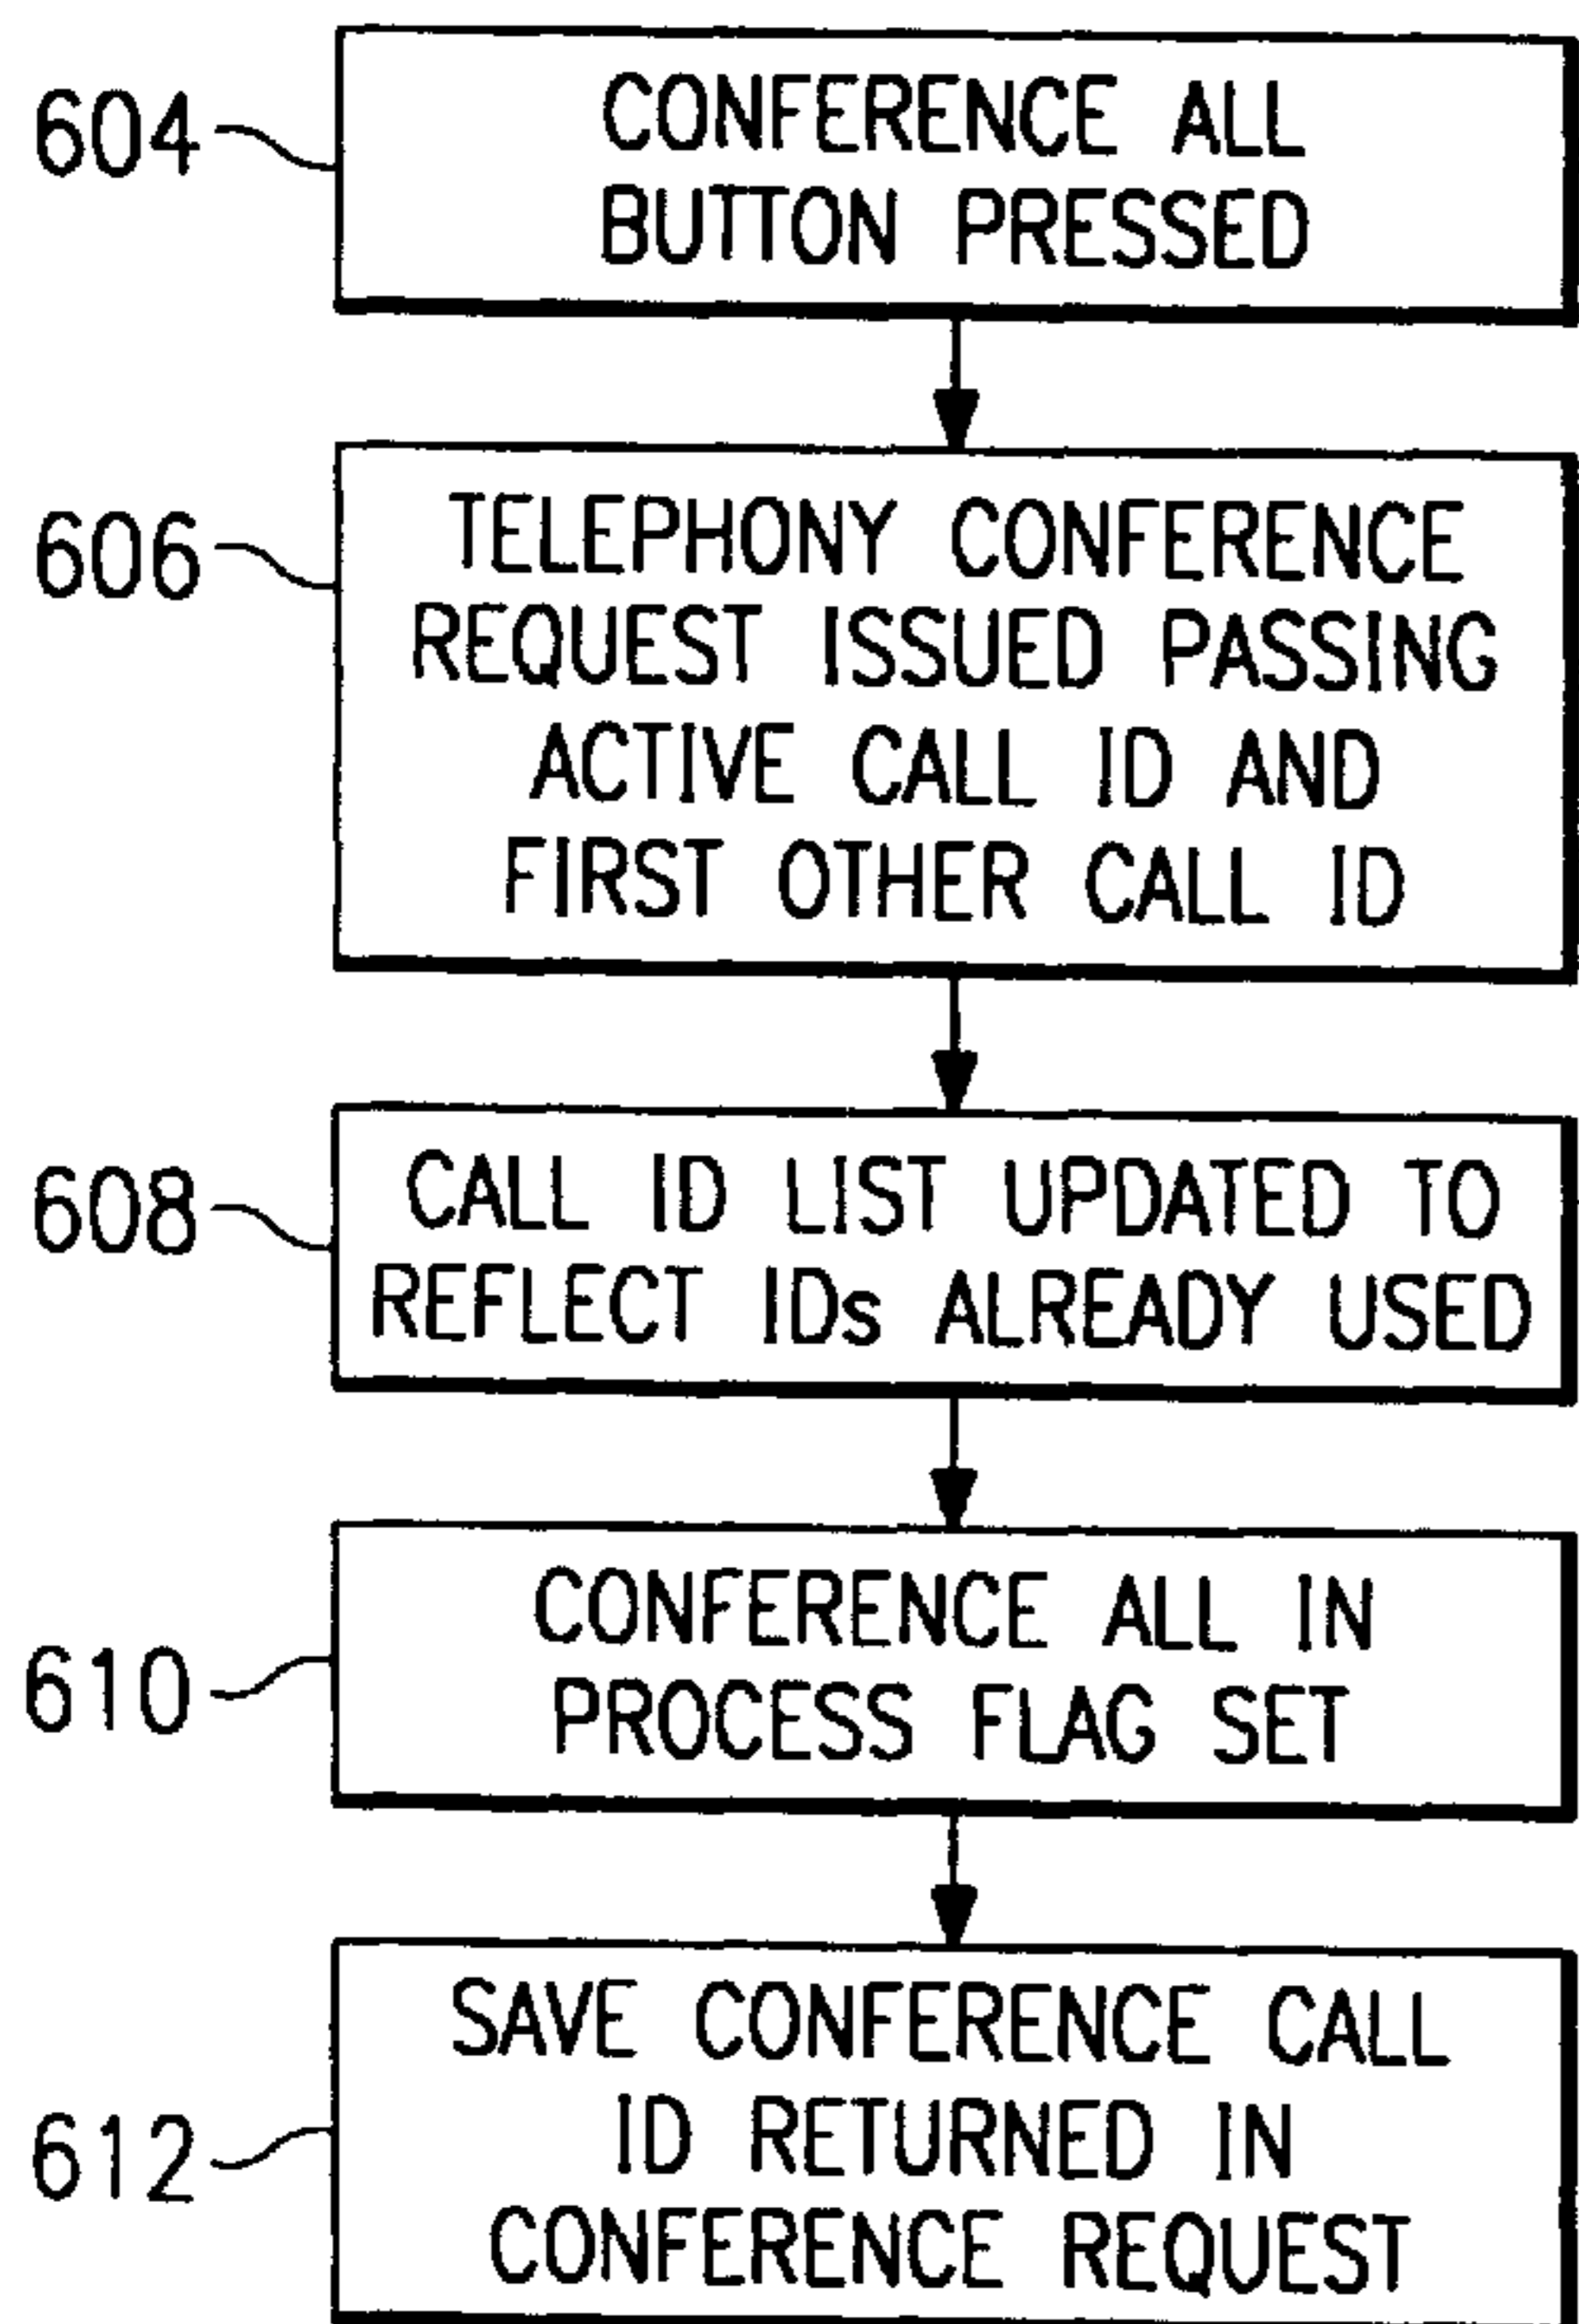 604
CONFERENCE ALL
BUTTON PRESSED
606
TELEPHONY CONFERENCE
REQUEST ISSUED PASSING
ACTIVE CALL ID AND
FIRST OTHER CALL ID
608
CALL ID LIST UPDATED TO
REFLECT IDs ALREADY USED
610
CONFERENCE ALL IN
PROCESS FLAG SET
612
SAVE CONFERENCE CALL
ID RETURNED IN
CONFERENCE REQUEST